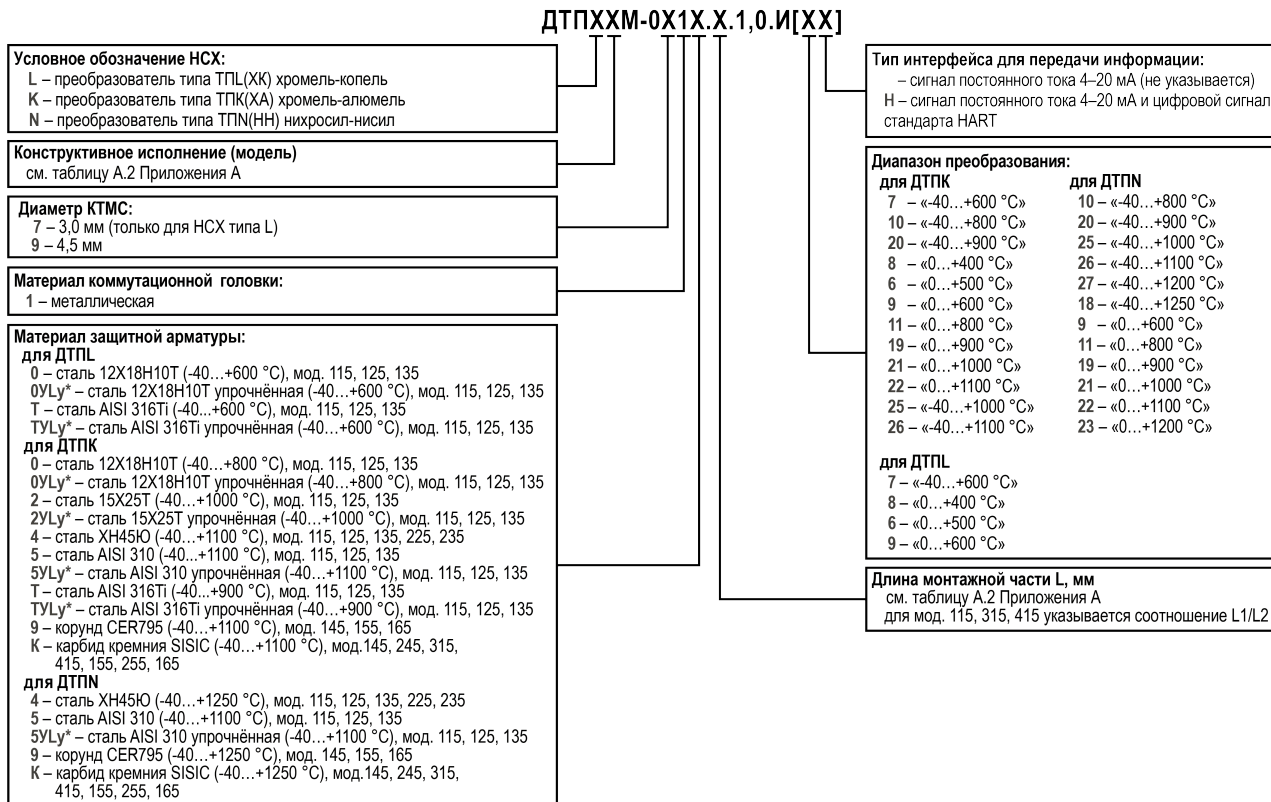 ДТПХХМ-0Х1Х.Х.1,0.И[ХХ]
Условное обозначение НСХ:
L – преобразователь типа ТПL(ХК) хромель-копель
К – преобразователь типа ТПК(ХА) хромель-алюмель
N – преобразователь типа ТПN(НН) нихросил-нисил
Конструктивное исполнение (модель)
см. таблицу А.2 Приложения А
Диаметр КТМС:
7 – 3,0 мм (только для НСХ типа L)
9 – 4,5 мм
Материал коммутационной головки:
1 – металлическая
Материал защитной арматуры:
для ДТПL
0 – сталь 12Х18Н10Т (-40…+600 °С), мод. 115, 125, 135
0УLy* – сталь 12Х18Н10Т упрочнённая (-40…+600 °С), мод. 115, 125, 135
Т – сталь AISI 316Ti (-40...+600 °С), мод. 115, 125, 135
ТУLy* – сталь AISI 316Ti упрочнённая (-40…+600 °С), мод. 115, 125, 135
для ДТПК
0 – сталь 12Х18Н10Т (-40…+800 °С), мод. 115, 125, 135
0УLy* – сталь 12Х18Н10Т упрочнённая (-40…+800 °С), мод. 115, 125, 135
2 – сталь 15Х25Т (-40…+1000 °С), мод. 115, 125, 135
2УLy* – сталь 15Х25Т упрочнённая (-40…+1000 °С), мод. 115, 125, 135
4 – сталь ХН45Ю (-40…+1100 °С), мод. 115, 125, 135, 225, 235
5 – сталь AISI 310 (-40...+1100 °С), мод. 115, 125, 135
5УLy* – сталь AISI 310 упрочнённая (-40…+1100 °С), мод. 115, 125, 135
Т – сталь AISI 316Ti (-40...+900 °С), мод. 115, 125, 135
ТУLy* – сталь AISI 316Ti упрочнённая (-40…+900 °С), мод. 115, 125, 135
9 – корунд CER795 (-40…+1100 °С), мод. 145, 155, 165
К – карбид кремния SISIC (-40…+1100 °С), мод.145, 245, 315,
415, 155, 255, 165
для ДТПN
4 – сталь ХН45Ю (-40…+1250 °С), мод. 115, 125, 135, 225, 235
5 – сталь AISI 310 (-40…+1100 °С), мод. 115, 125, 135
5УLy* – сталь AISI 310 упрочнённая (-40…+1100 °С), мод. 115, 125, 135
9 – корунд CER795 (-40…+1250 °С), мод. 145, 155, 165
К – карбид кремния SISIC (-40…+1250 °С), мод.145, 245, 315,
415, 155, 255, 165
Тип интерфейса для передачи информации:
– сигнал постоянного тока 4–20 мА (не указывается)
Н – сигнал постоянного тока 4–20 мА и цифровой сигнал
стандарта HART
Диапазон преобразования:
для ДТПК
7 – «-40…+600 °С»
10 – «-40…+800 °С»
20 – «-40…+900 °С»
8 – «0…+400 °С»
6 – «0…+500 °С»
9 – «0…+600 °С»
11 – «0…+800 °С»
19 – «0…+900 °С»
21 – «0…+1000 °С»
22 – «0…+1100 °С»
25 – «-40…+1000 °С»
26 – «-40…+1100 °С»
для ДТПN
10 – «-40…+800 °С»
20 – «-40…+900 °С»
25 – «-40…+1000 °С»
26 – «-40…+1100 °С»
27 – «-40…+1200 °С»
18 – «-40…+1250 °С»
9 – «0…+600 °С»
11 – «0…+800 °С»
19 – «0…+900 °С»
21 – «0…+1000 °С»
22 – «0…+1100 °С»
23 – «0…+1200 °С»
для ДТПL
7 – «-40…+600 °С»
8 – «0…+400 °С»
6 – «0…+500 °С»
9 – «0…+600 °С»
Длина монтажной части L, мм
см. таблицу А.2 Приложения А
для мод. 115, 315, 415 указывается соотношение L1/L2